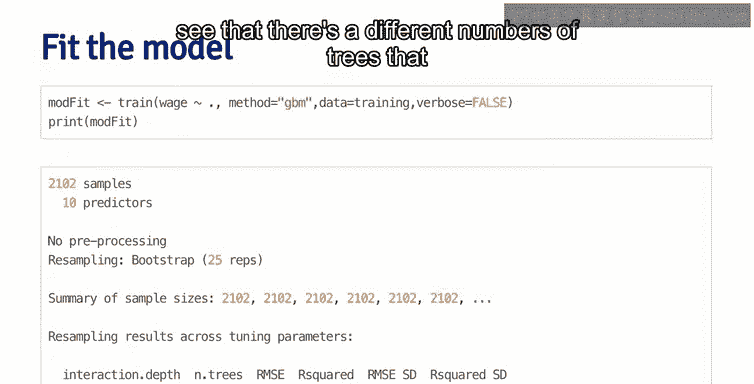 see that there's a different numbers of
trees that
Fit the model
modFit <- train(wage ~ ., method="gbm",data=training,verbose=FALSE)
print(modFit)
2102 samples
10 predictors
No pre-processing
Resampling: Bootstrap (25 reps)
Summary of sample sizes: 2102, 2102, 2102, 2102, 2102, 2102, ...
Resampling results across tuning parameters:
interaction.depth n.trees RMSE Rsquared RMSE SD Rsquared SD